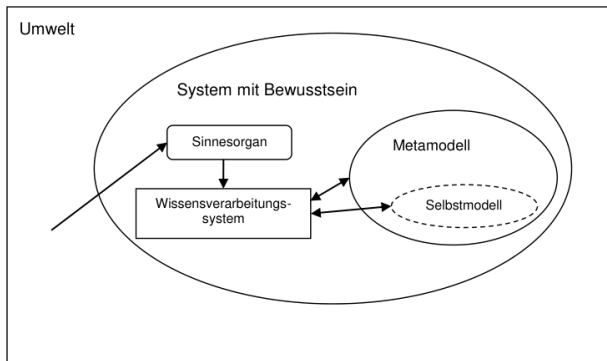 Umwelt
System mit Bewusstsein
Sinnesorgan
Metamodell
Wissensverarbeitungs-
system
Selbstmodell